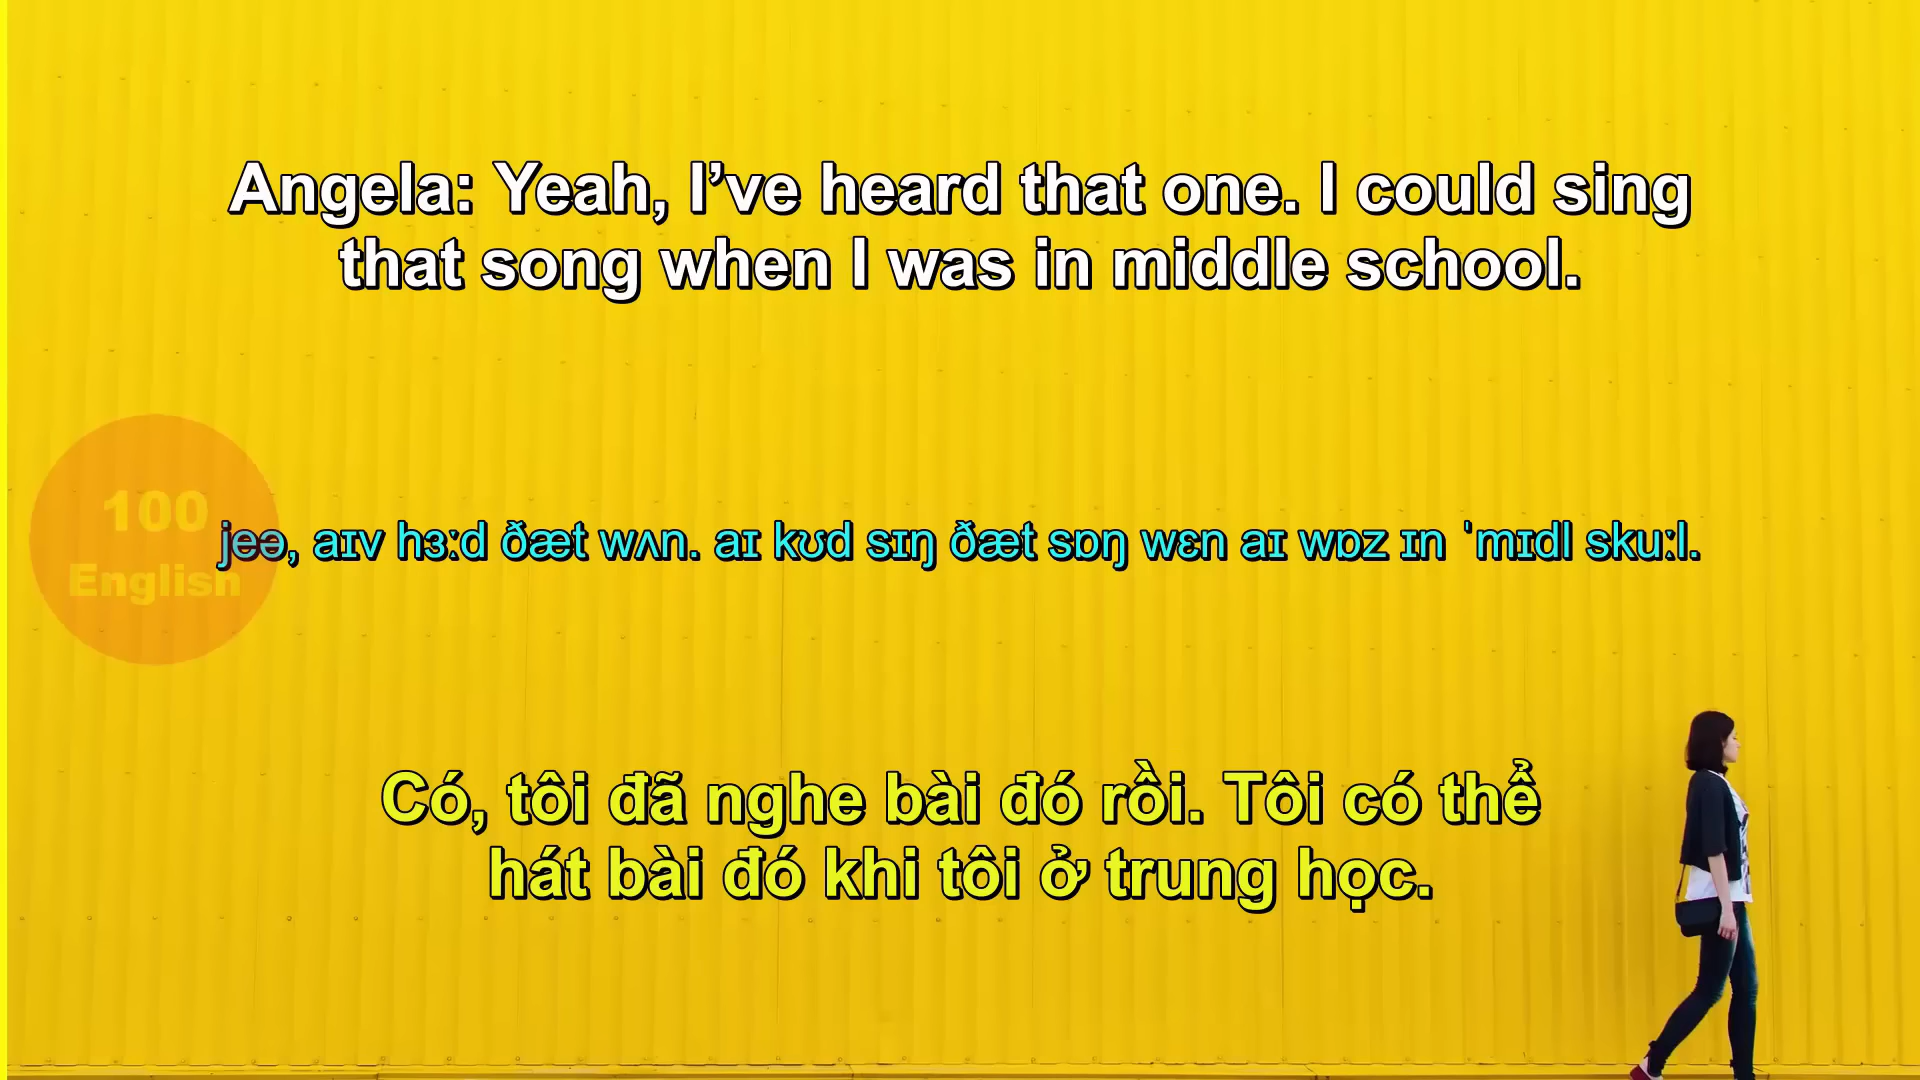 Angela: Yeah, I’ve heard that one. I could sing
that song when I was in middle school.
100
English
jeə, aɪv hɜːd ðæt wʌn. aɪ kʊd sɪŋ ðæt sɒŋ wɛn aɪ wɒz ɪn ˈmɪdl skuːl.
Có, tôi đã nghe bài đó rồi. Tôi có thể
hát bài đó khi tôi ở trung học.